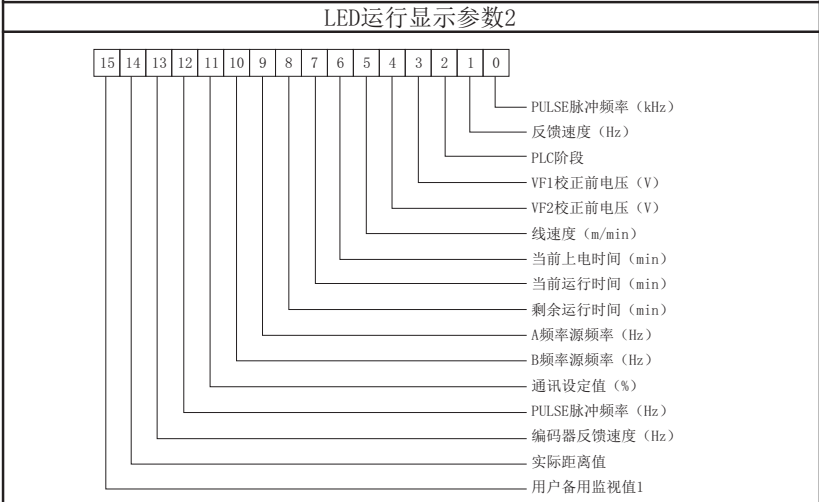 LED运行显示参数2
15 14 13 12 11 10 9 8 7 6 5 4 3 2 1 0
PULSE脉冲频率（kHz）
反馈速度（Hz）
PLC阶段
VF1校正前电压（V）
VF2校正前电压（V）
线速度（m/min）
当前上电时间（min）
当前运行时间（min）
剩余运行时间（min）
A频率源频率（Hz）
B频率源频率（Hz）
通讯设定值（%）
PULSE脉冲频率（Hz）
编码器反馈速度（Hz）
实际距离值
用户备用监视值1